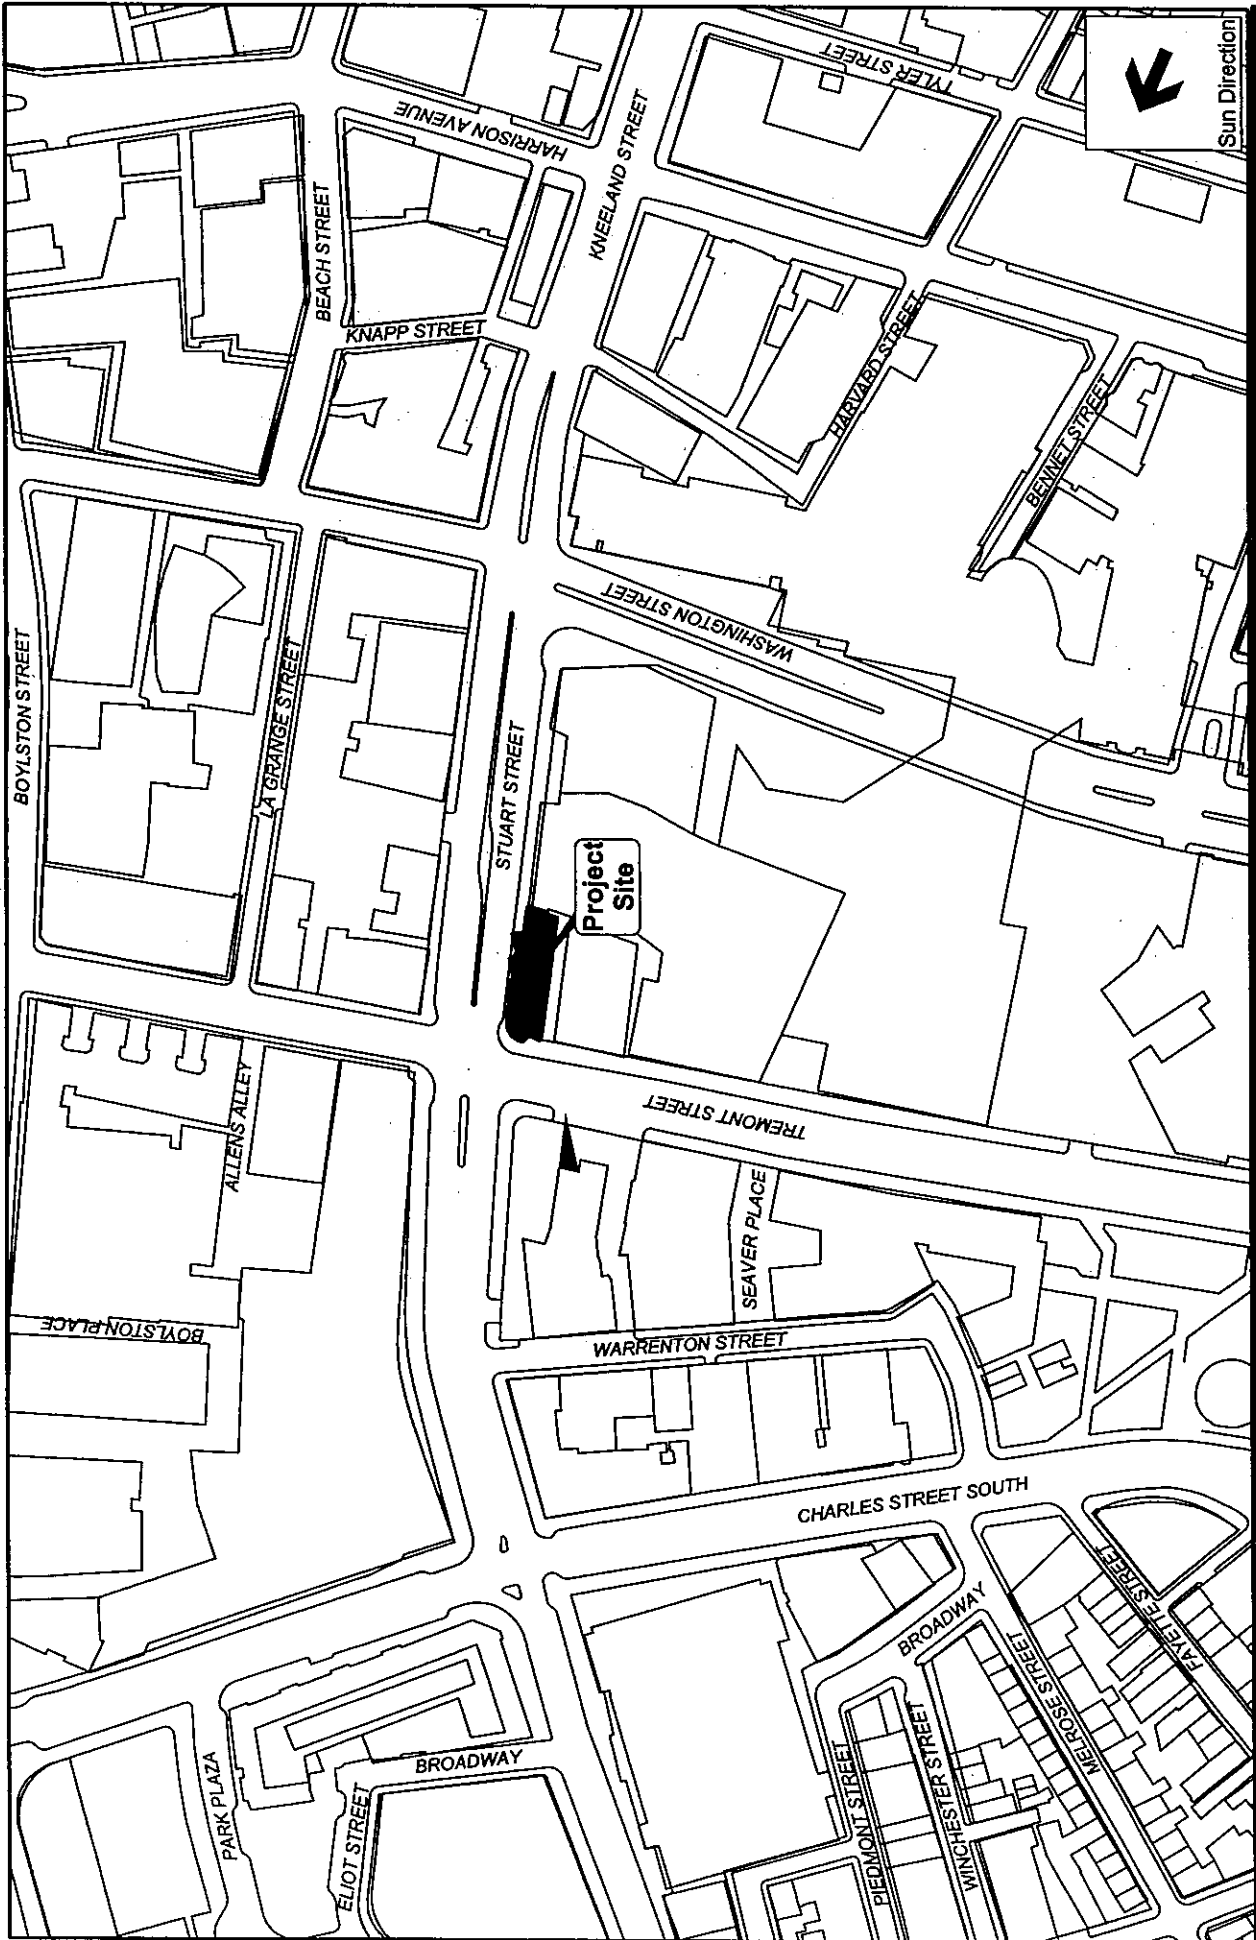 TYLER STREET
Sun Direction
HARRISON AVENUE
KNEELAND STREET
BEACH STREET
KNAPP STREET
HARVARD STREET
BENNET STREET
WASHINGTON STREET
BOYLSTON STREET
LA GRANGE STREET
STUART STREET
Project
Site
TREMONT STREET
ALLENS ALLEY
SEAVER PLACE
BOYLSTON PLACE
WARRENTON STREET
CHARLES STREET SOUTH
FAYETTE STREET
BROADWAY
MELROSE STREET
PARK PLAZA
BROADWAY
ELIOT STREET
PIEDMONT STREET
WINCHESTER STREET